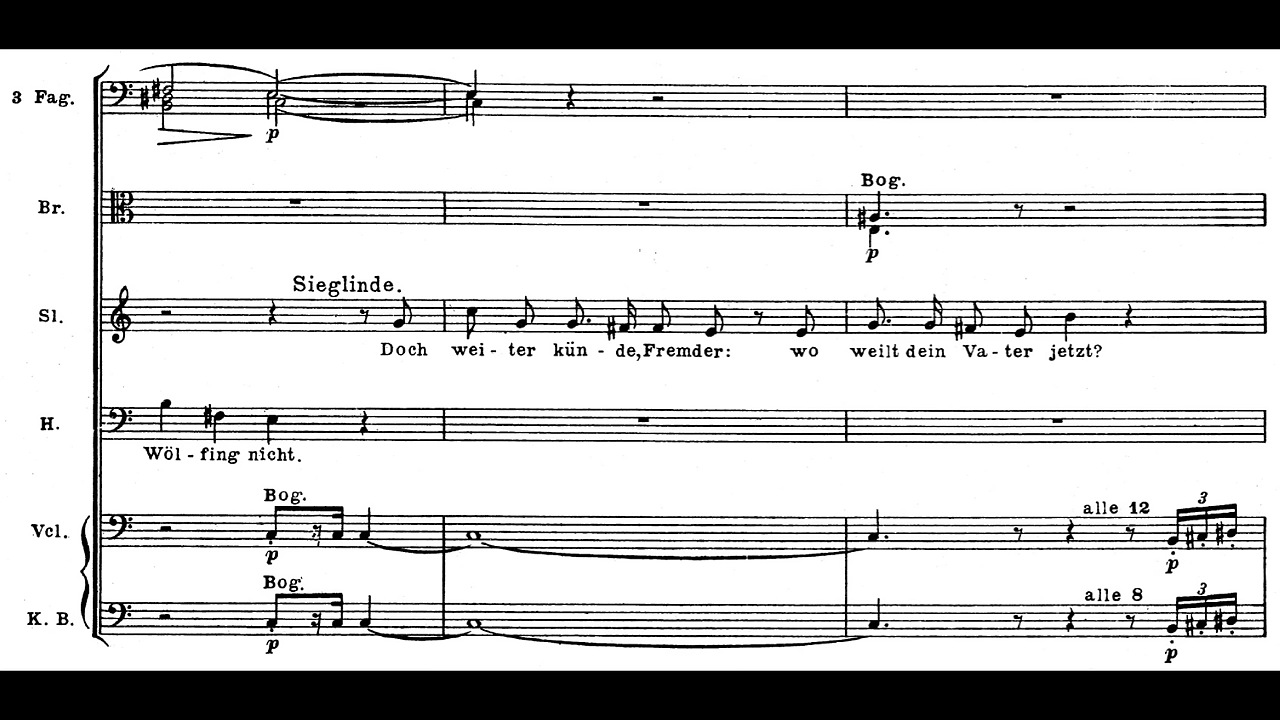 3 Fag.
p
Br.
Bog.
p
Sieglinde.
Sl.
Doch wei - ter kün - de, Fremder: wo weilt dein Va - ter jetzt?
H.
Wöl - fing nicht.
Bog.
Vcl.
alle 12
3
p
p
Bog.
K. B.
alle 8
3
p
p